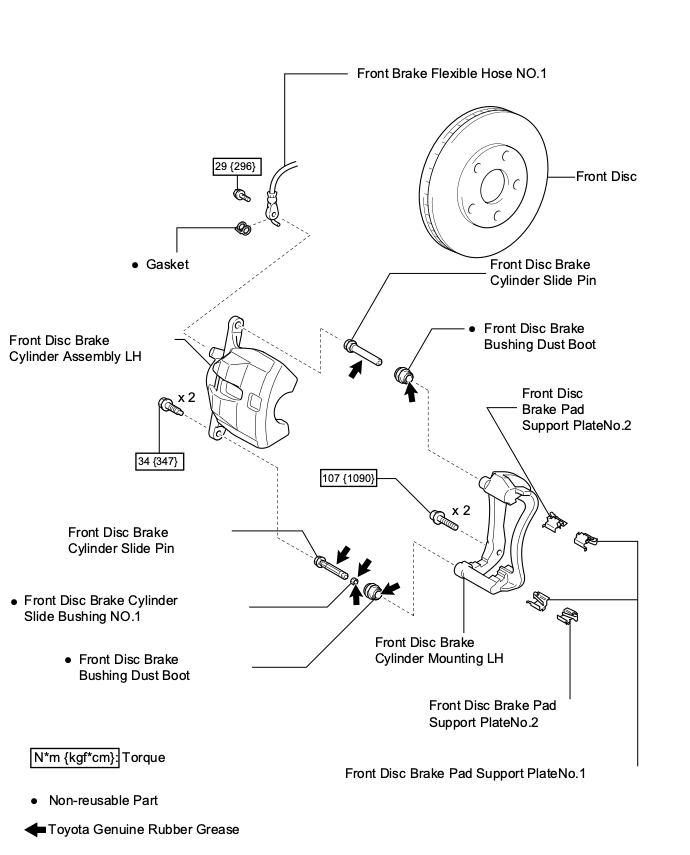 Front Brake Flexible Hose NO.1
29 {296}
Front Disc
● Gasket
Front Disc Brake
Cylinder Slide Pin
Front Disc Brake
Cylinder Assembly LH
● Front Disc Brake
Bushing Dust Boot
x 2
Front Disc
Brake Pad
Support PlateNo.2
34 {347}
107 {1090}
x 2
Front Disc Brake
Cylinder Slide Pin
● Front Disc Brake Cylinder
Slide Bushing NO.1
Front Disc Brake
Cylinder Mounting LH
● Front Disc Brake
Bushing Dust Boot
Front Disc Brake Pad
Support PlateNo.2
N*m {kgf*cm}: Torque
Front Disc Brake Pad Support PlateNo.1
● Non-reusable Part
Toyota Genuine Rubber Grease